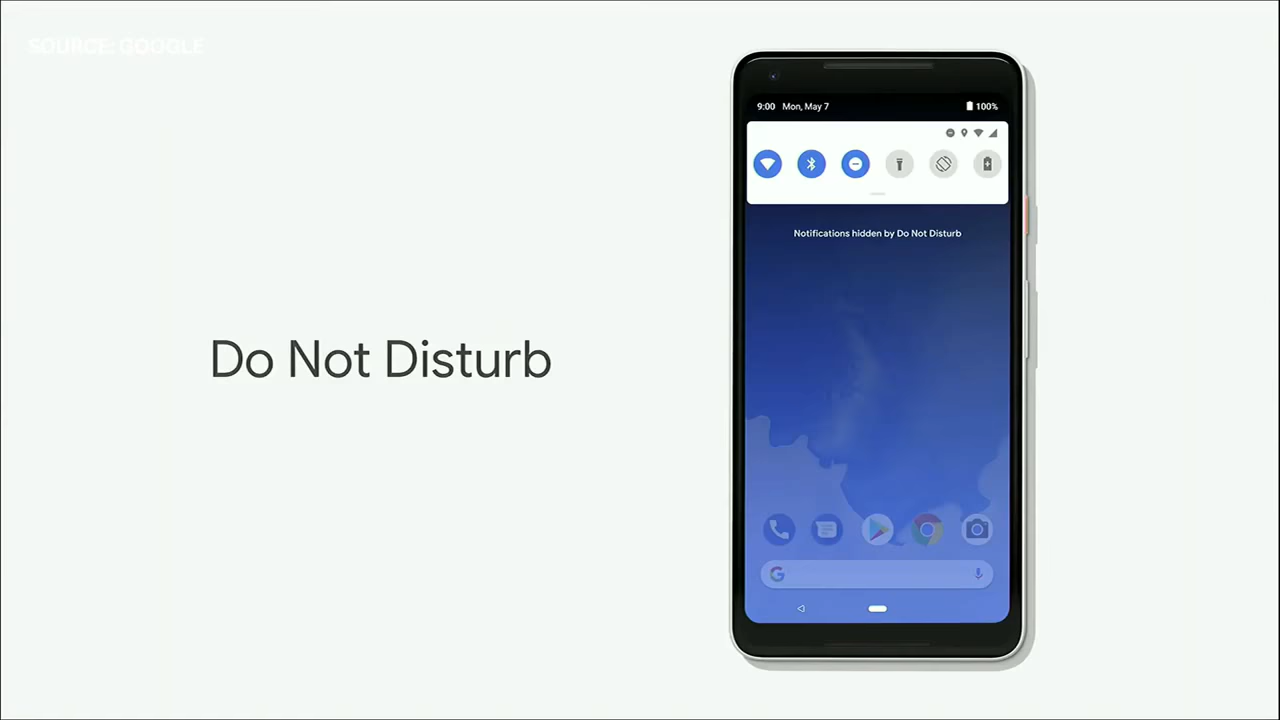 SOURCE: GOOGLE
9:00 Mon, May 7 100%
Notifications hidden by Do Not Disturb
Do Not Disturb
G